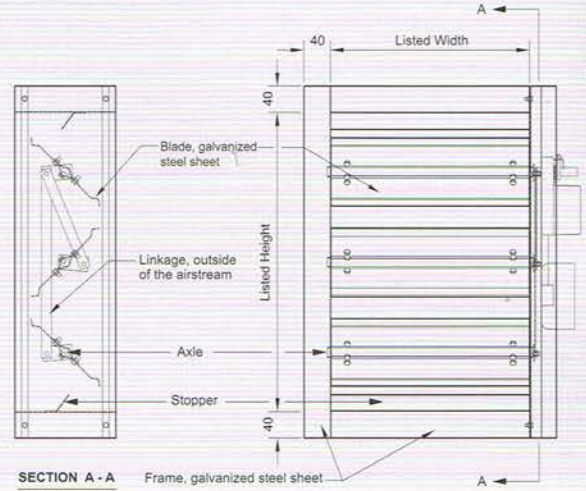 A
40
Listed Width
40
Blade, galvanized
steel sheet
Listed Height
Linkage, outside
of the airstream
Axle
Stopper
40
SECTION A - A
Frame, galvanized steel sheet
A